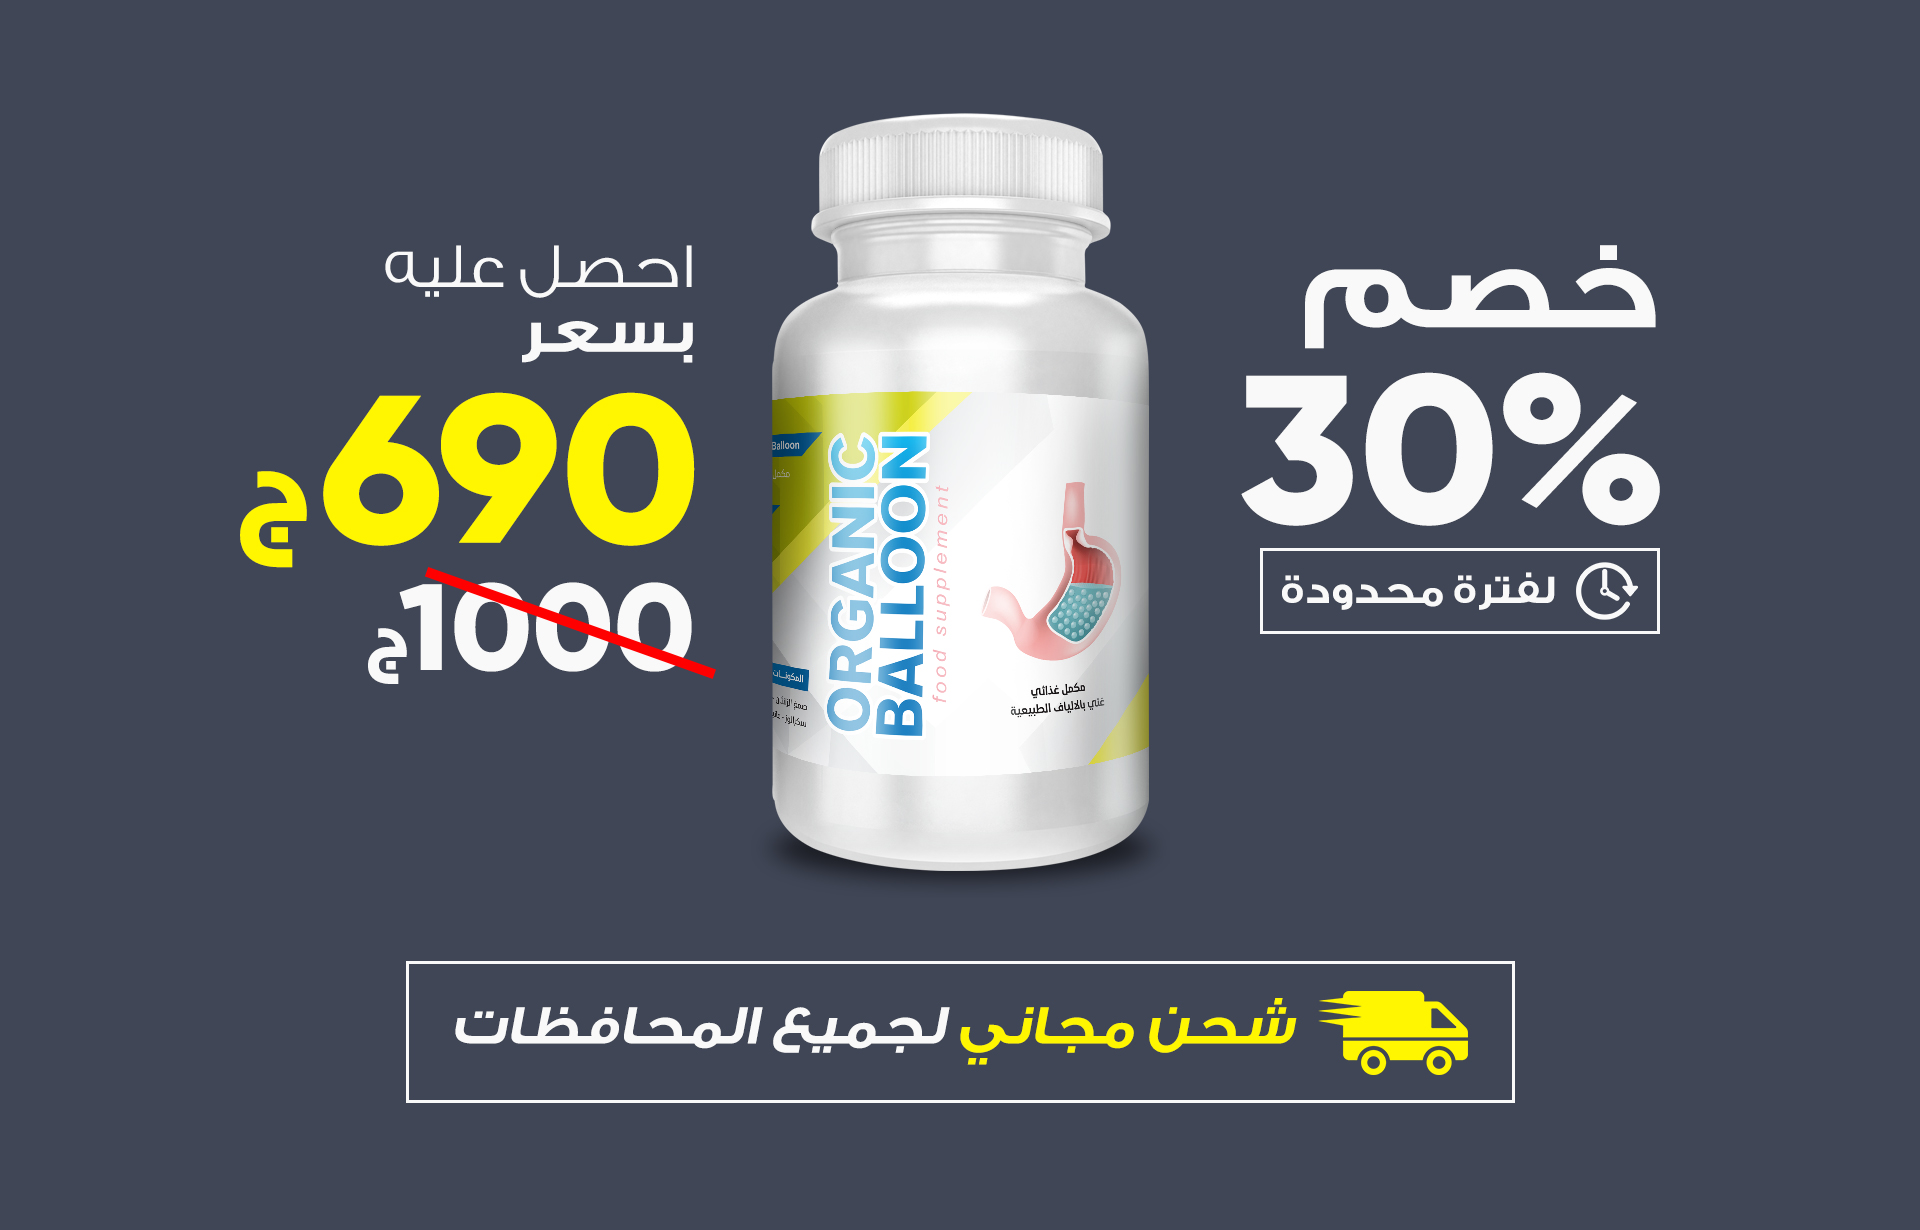 خصم
30%
لفترة محدودة
احصل عليه
بسعر
690ج
1000ج
Balloon
مكمل
ORGANIC
BALLOON
food supplement
مكمل غذائي
غني بالالياف الطبيعية
المكونات
شحن مجاني لجميع المحافظات